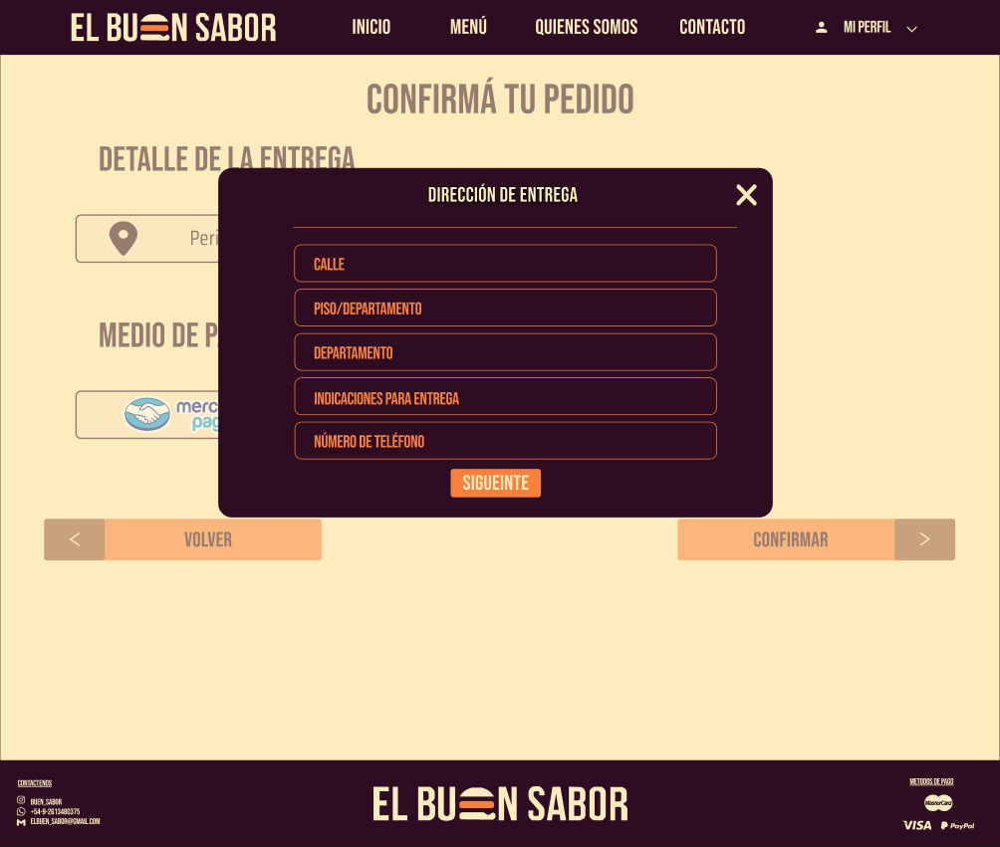 EL BUEN SABOR
INICIO
MENÚ
QUIENES SOMOS
CONTACTO
MI PERFIL
CONFIRMÁ TU PEDIDO
DETALLE DE LA ENTREGA
DIRECCIÓN DE ENTREGA
Peri
CALLE
PISO/DEPARTAMENTO
MEDIO DE P
DEPARTAMENTO
INDICACIONES PARA ENTREGA
merc
pag
NÚMERO DE TELÉFONO
SIGUEINTE
< VOLVER
CONFIRMAR >
CONTACTENOS
BUEN_SABOR
+54-9-2613480375
ELBUEN_SABOR@GMAIL.COM
EL BUEN SABOR
METODOS DE PAGO
MasterCard
VISA
PayPal